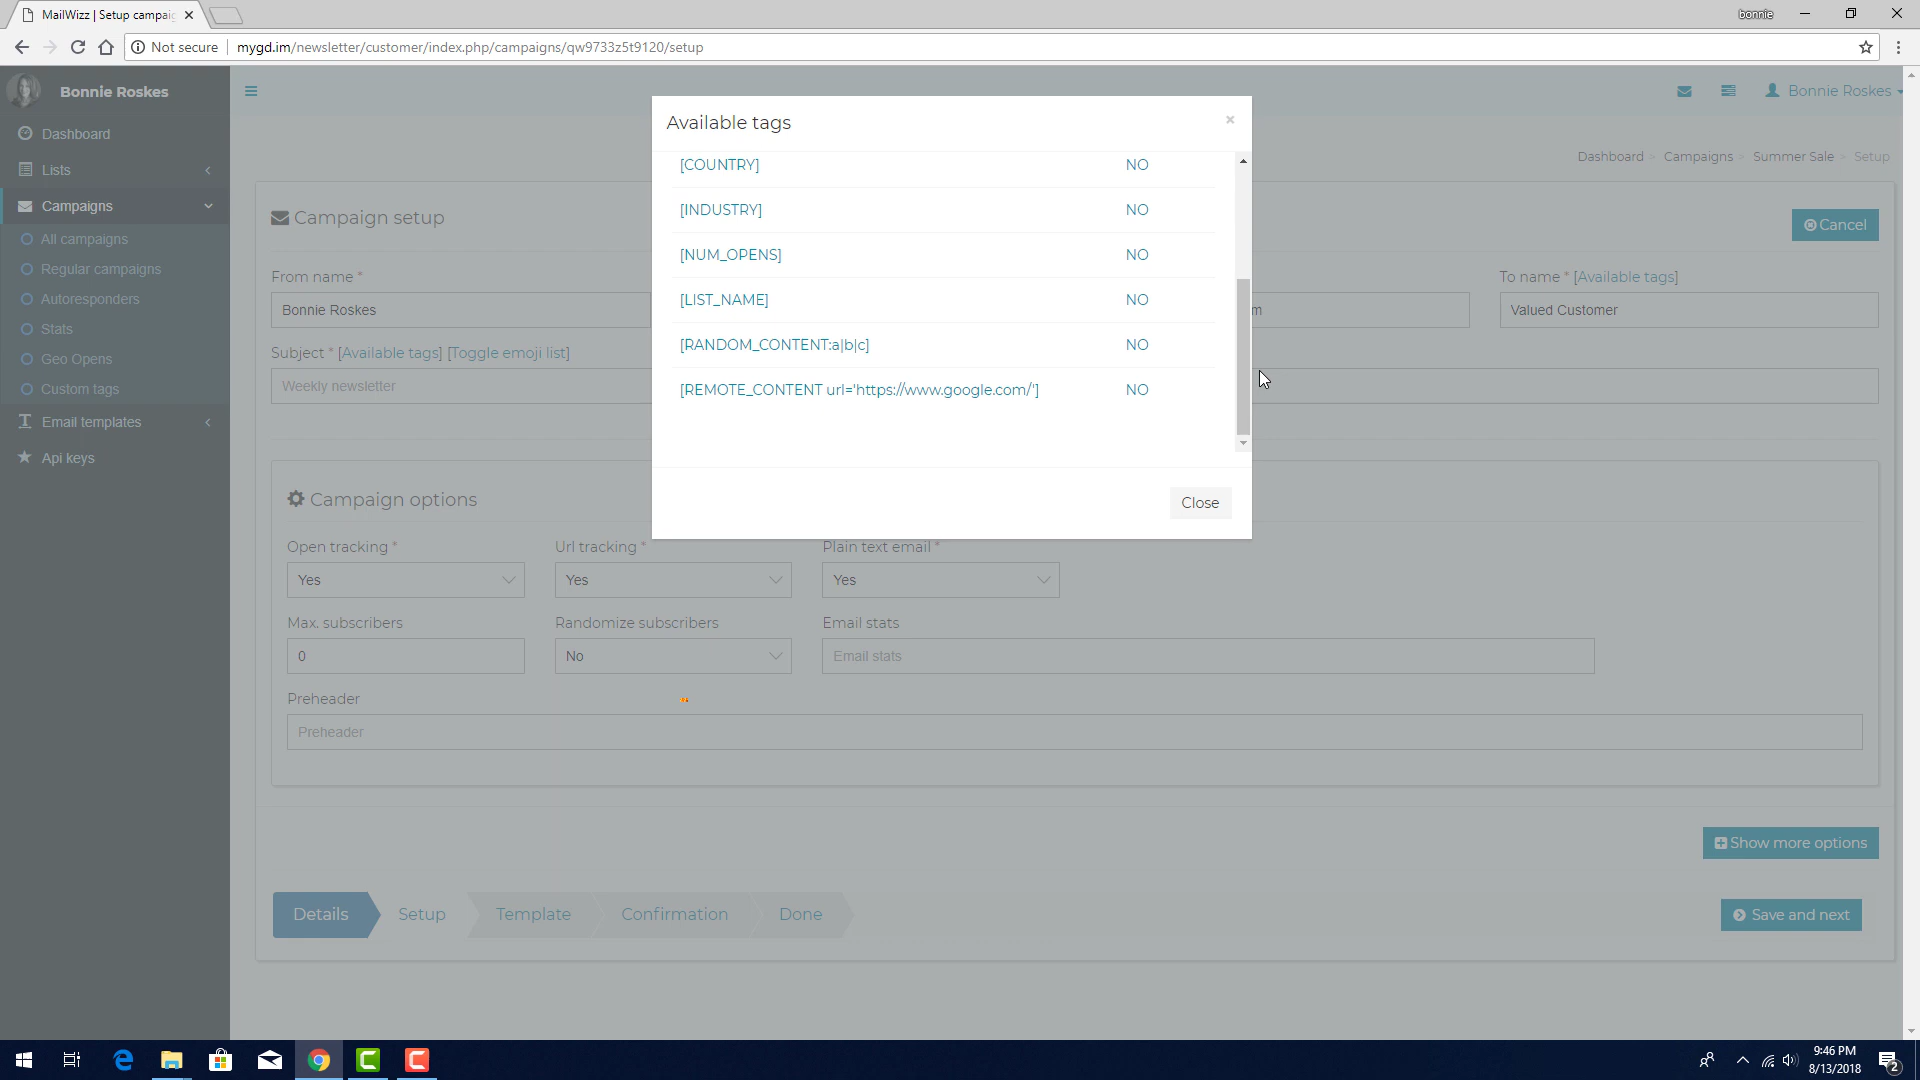 MailWizz | Setup campaig
bonnie
Not secure
mygd.im/newsletter/customer/index.php/campaigns/qw9733z5t9120/setup
Bonnie Roskes
Bonnie Roskes
Dashboard
Lists
Campaigns
All campaigns
Regular campaigns
Autoresponders
Stats
Geo Opens
Custom tags
Email templates
Api keys
Dashboard > Campaigns > Summer Sale > Setup
Campaign setup
Cancel
From name *
To name * [Available tags]
Bonnie Roskes
m
Valued Customer
Subject * [Available tags] [Toggle emoji list]
Weekly newsletter
Available tags
×
[COUNTRY] NO
[INDUSTRY] NO
[NUM_OPENS] NO
[LIST_NAME] NO
[RANDOM_CONTENT:a|b|c] NO
[REMOTE_CONTENT url='https://www.google.com/'] NO
Close
Campaign options
Open tracking * Url tracking * Plain text email *
Yes Yes Yes
Max. subscribers Randomize subscribers Email stats
0 No Email stats
Preheader
Preheader
Show more options
Details Setup Template Confirmation Done
Save and next
9:46 PM
8/13/2018
2